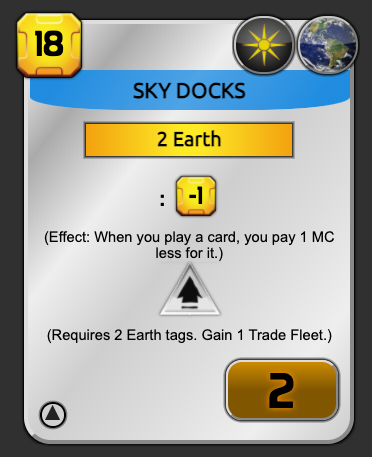 18
SKY DOCKS
2 Earth
: -1
(Effect: When you play a card, you pay 1 MC
less for it.)
(Requires 2 Earth tags. Gain 1 Trade Fleet.)
2